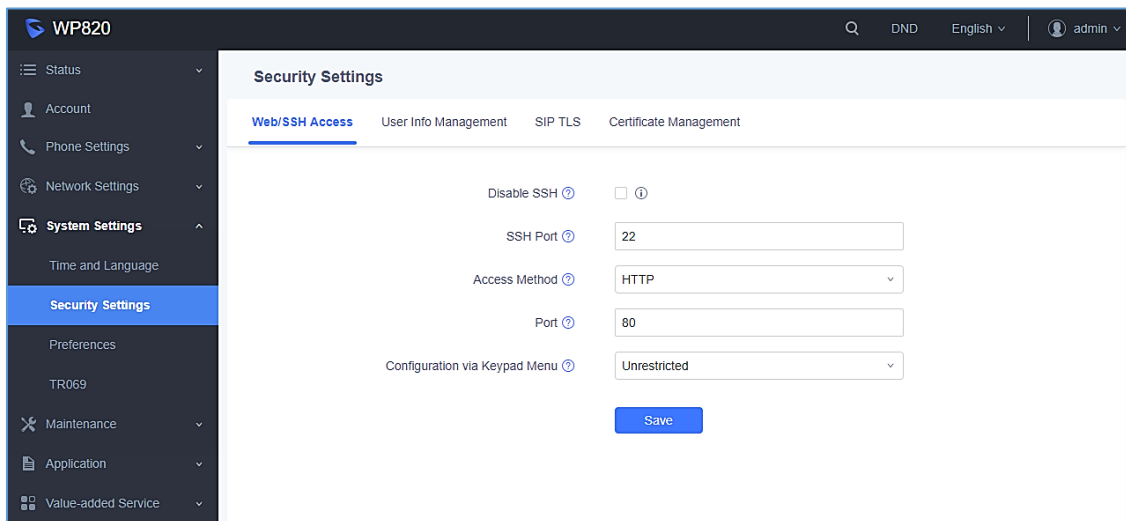 WP820
DND English admin
Status
Account
Phone Settings
Network Settings
System Settings
Time and Language
Security Settings
Preferences
TR069
Maintenance
Application
Value-added Service
Security Settings
Web/SSH Access User Info Management SIP TLS Certificate Management
Disable SSH
SSH Port 22
Access Method HTTP
Port 80
Configuration via Keypad Menu Unrestricted
Save